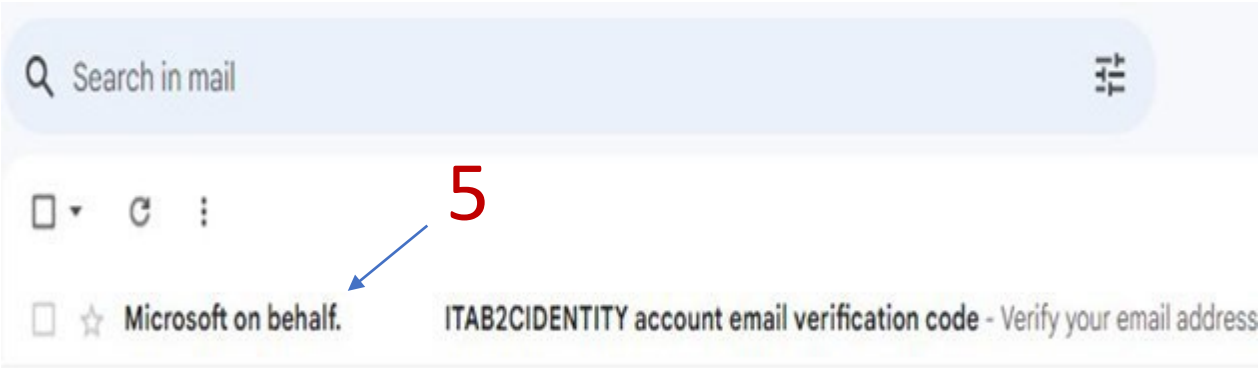 Search in mail
5
Microsoft on behalf. ITAB2CIDENTITY account email verification code - Verify your email address